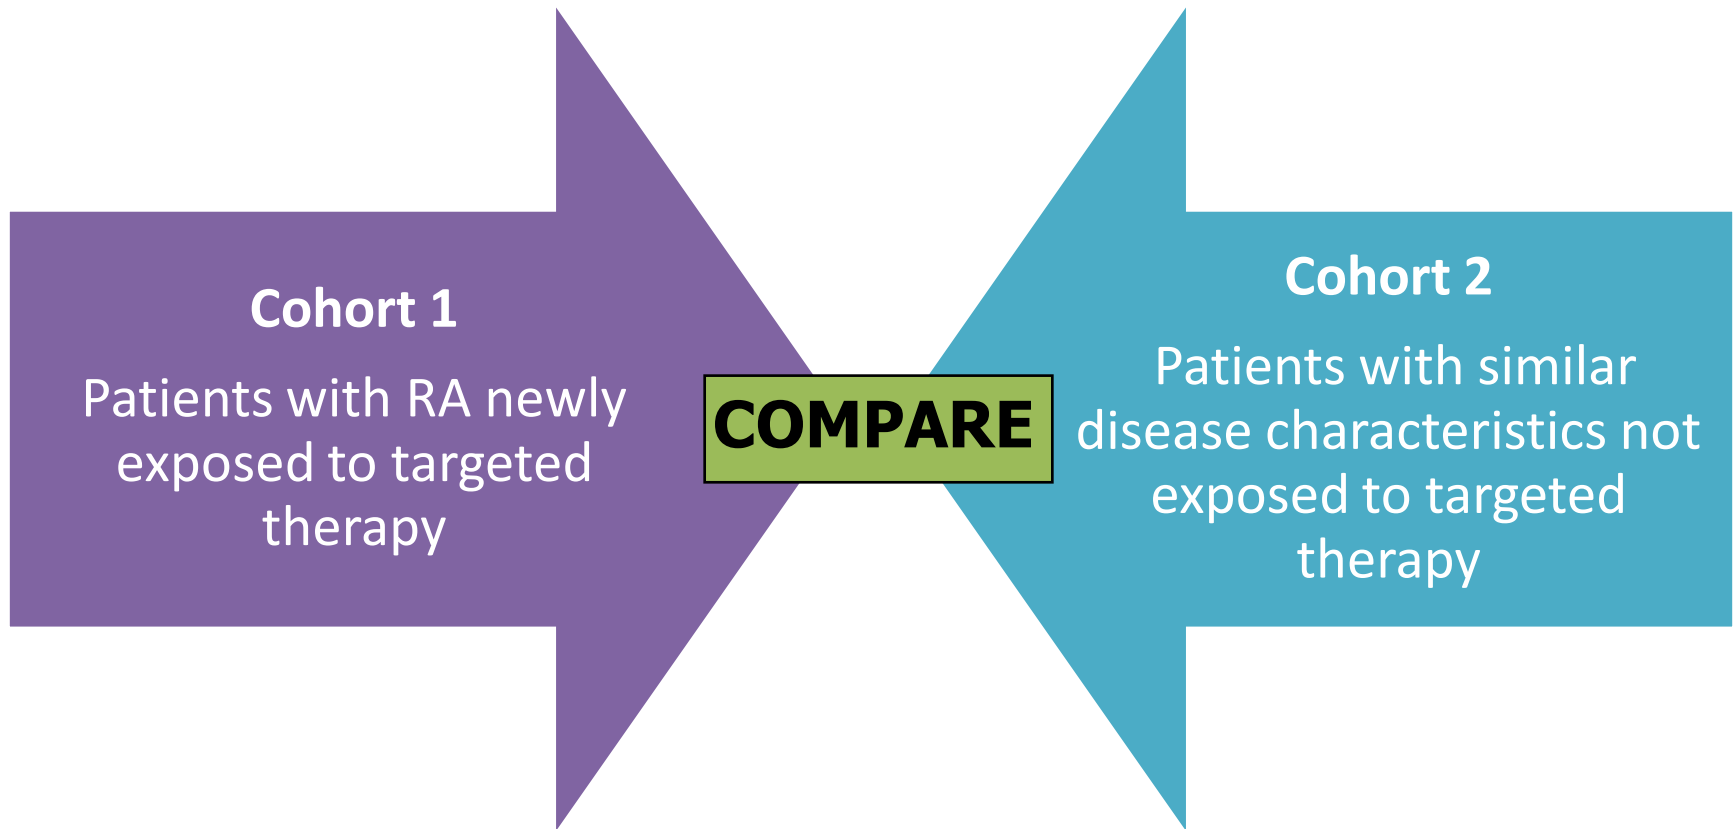 Cohort 1
Patients with RA newly
exposed to targeted
therapy
COMPARE
Cohort 2
Patients with similar
disease characteristics not
exposed to targeted
therapy